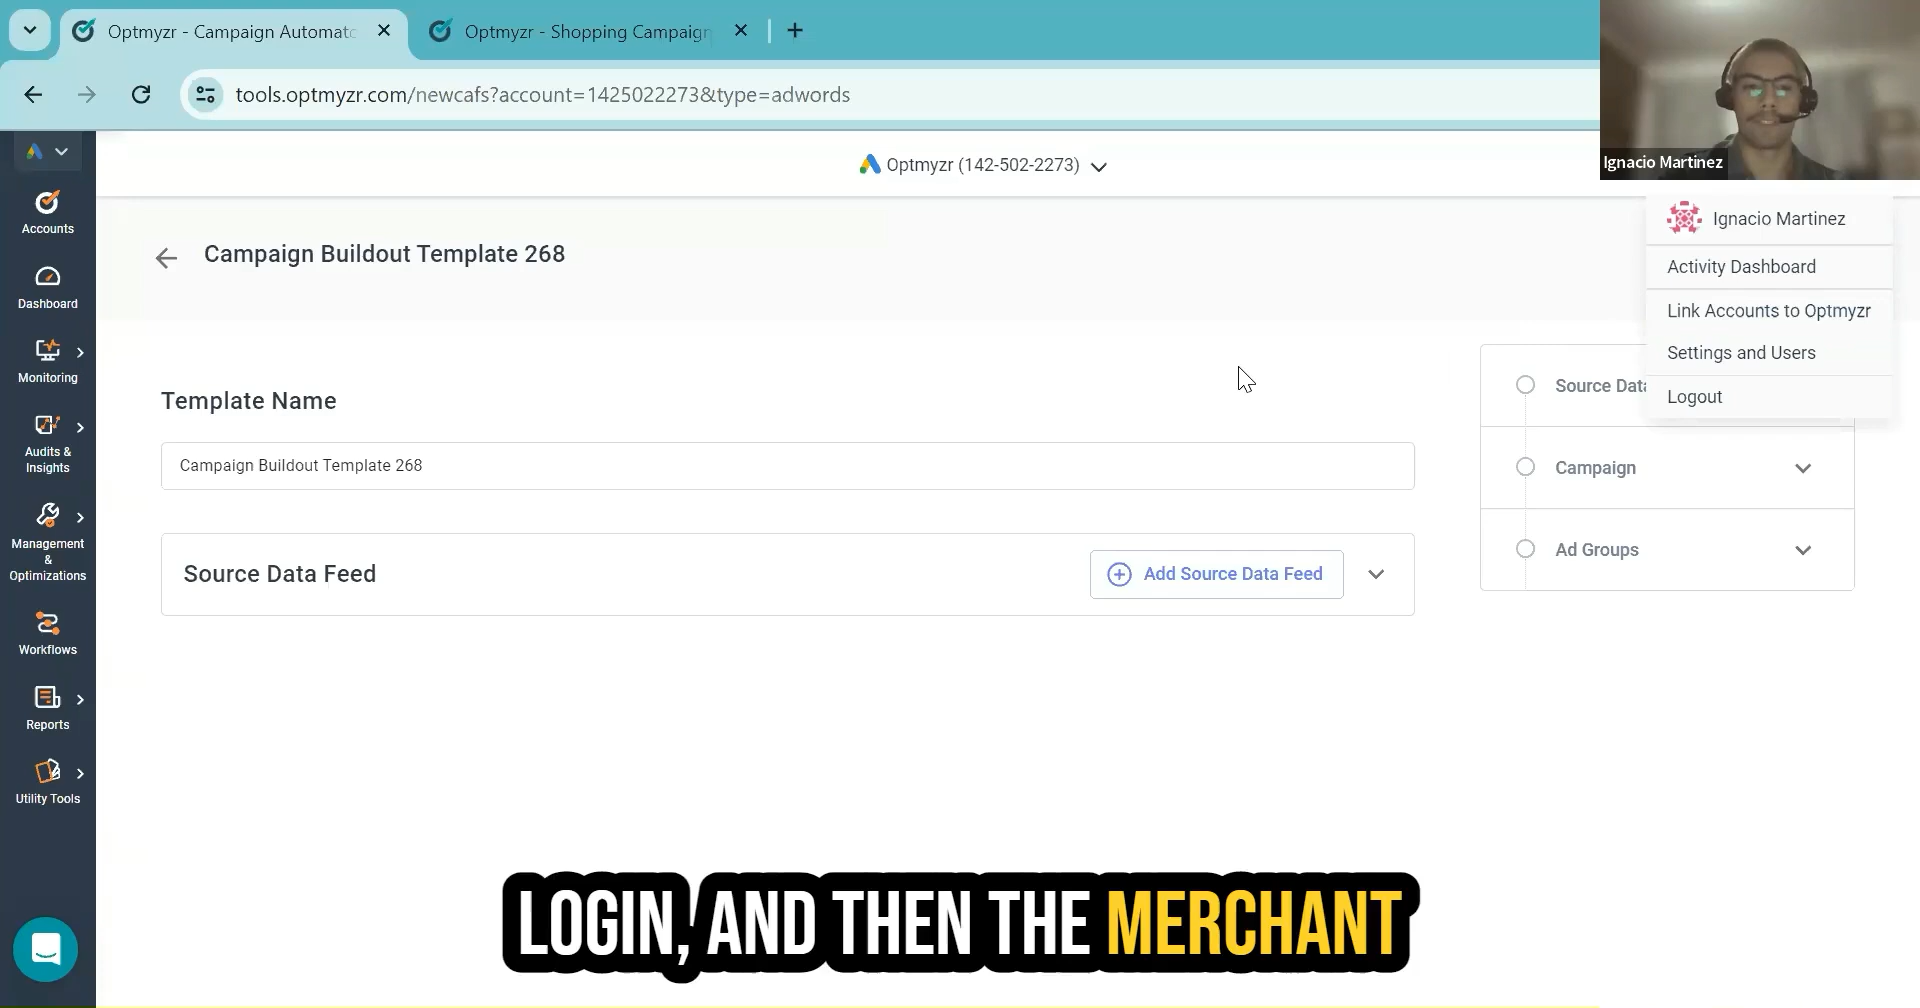 Optmyzr - Campaign Automatc
Optmyzr - Shopping Campaign
tools.optmyzr.com/newcafs?account=1425022273&type=adwords
Ignacio Martinez
Optmyzr (142-502-2273)
Ignacio Martinez
Activity Dashboard
Link Accounts to Optmyzr
Settings and Users
Logout
Accounts
Dashboard
Monitoring
Audits &
Insights
Management
&
Optimizations
Workflows
Reports
Utility Tools
Campaign Buildout Template 268
Template Name
Campaign Buildout Template 268
Source Data Feed
Add Source Data Feed
Source Data
Campaign
Ad Groups
LOGIN, AND THEN THE MERCHANT